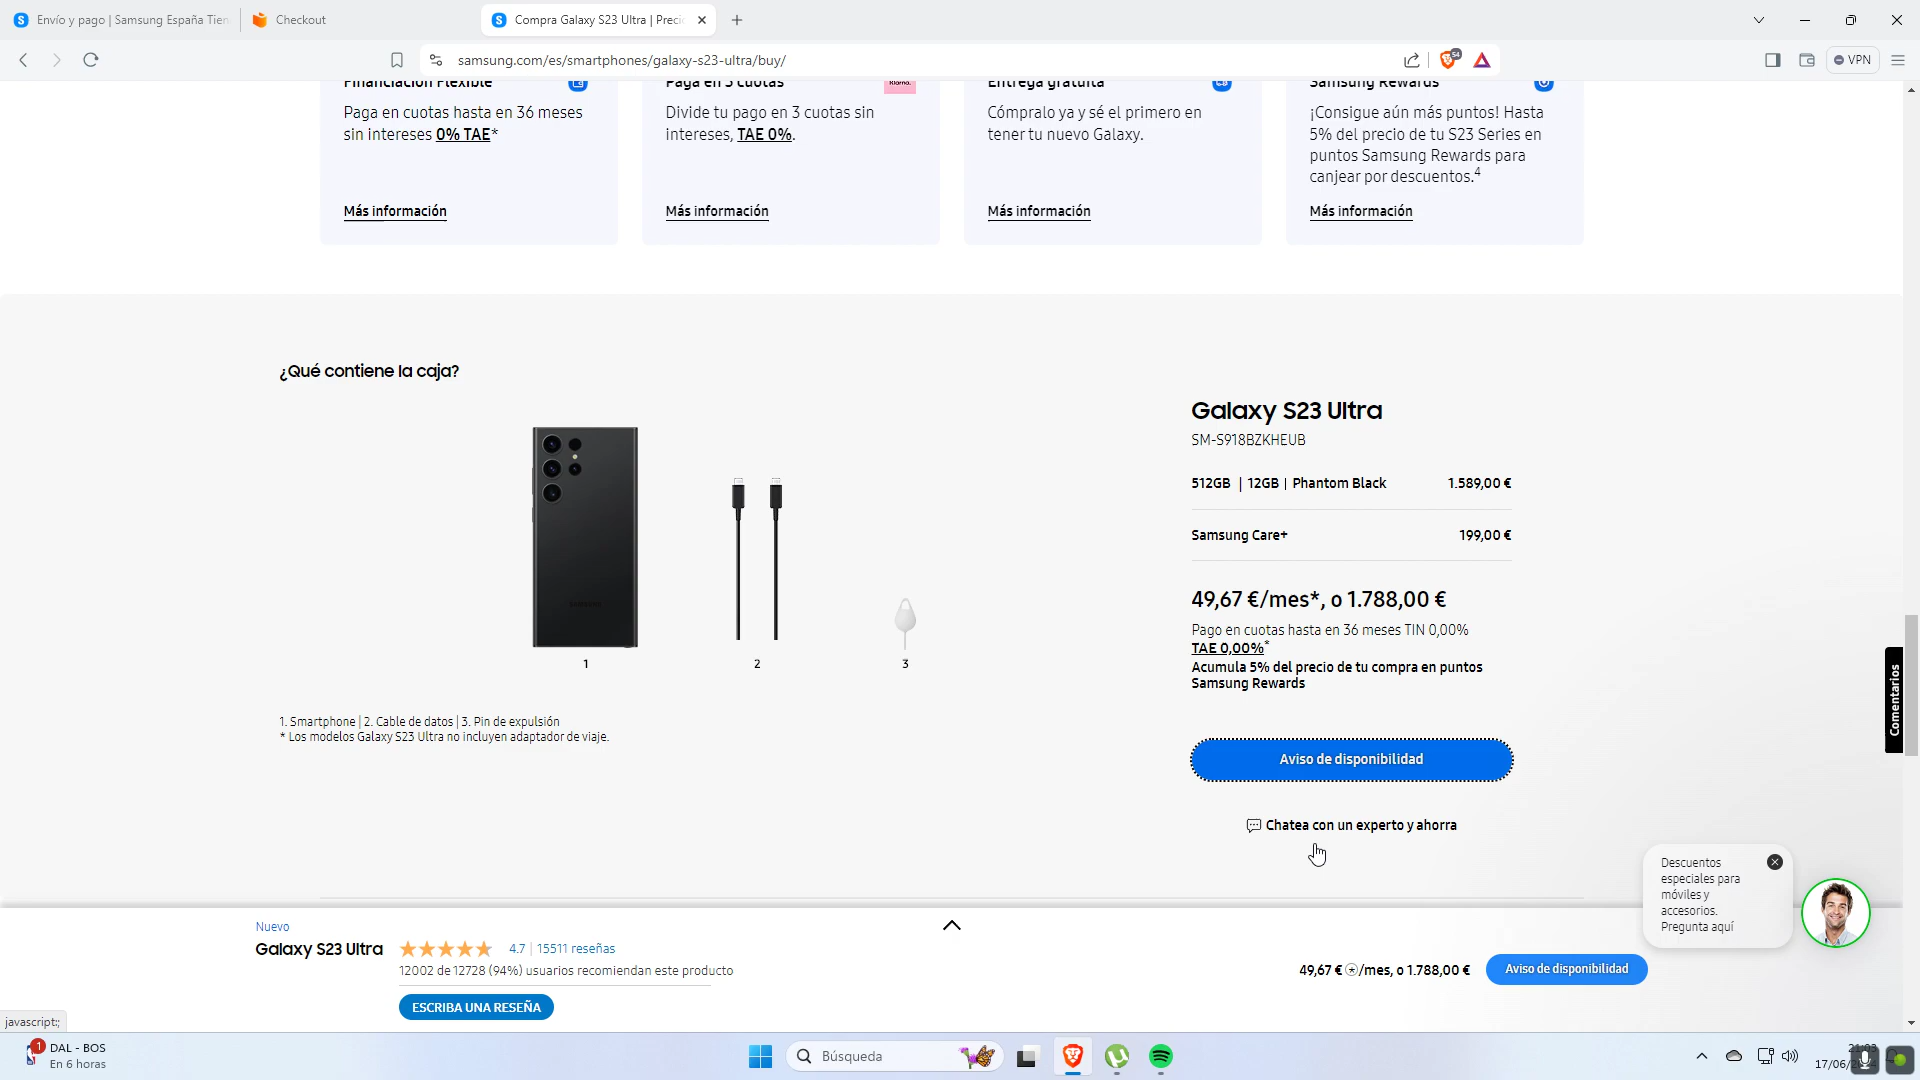 Envío y pago | Samsung España Tien
Checkout
Compra Galaxy S23 Ultra | Preci
samsung.com/es/smartphones/galaxy-s23-ultra/buy/
54
VPN
Financiación Flexible
Paga en cuotas hasta en 36 meses
sin intereses 0% TAE*
Más información
Paga en 3 cuotas
Klarna.
Divide tu pago en 3 cuotas sin
intereses, TAE 0%.
Más información
Entrega gratuita
Cómpralo ya y sé el primero en
tener tu nuevo Galaxy.
Más información
Samsung Rewards
¡Consigue aún más puntos! Hasta
5% del precio de tu S23 Series en
puntos Samsung Rewards para
canjear por descuentos.4
Más información
¿Qué contiene la caja?
1
2
3
1. Smartphone | 2. Cable de datos | 3. Pin de expulsión
* Los modelos Galaxy S23 Ultra no incluyen adaptador de viaje.
Galaxy S23 Ultra
SM-S918BZKHEUB
512GB | 12GB | Phantom Black 1.589,00 €
Samsung Care+ 199,00 €
49,67 €/mes*, o 1.788,00 €
Pago en cuotas hasta en 36 meses TIN 0,00%
TAE 0,00%*
Acumula 5% del precio de tu compra en puntos
Samsung Rewards
Aviso de disponibilidad
Chatea con un experto y ahorra
Comentarios
Descuentos
especiales para
móviles y
accesorios.
Pregunta aquí
Nuevo
Galaxy S23 Ultra
4.7 | 15511 reseñas
12002 de 12728 (94%) usuarios recomiendan este producto
ESCRIBA UNA RESEÑA
49,67 € /mes, o 1.788,00 €
Aviso de disponibilidad
javascript:;
1
DAL - BOS
En 6 horas
Búsqueda
21:03
17/06/